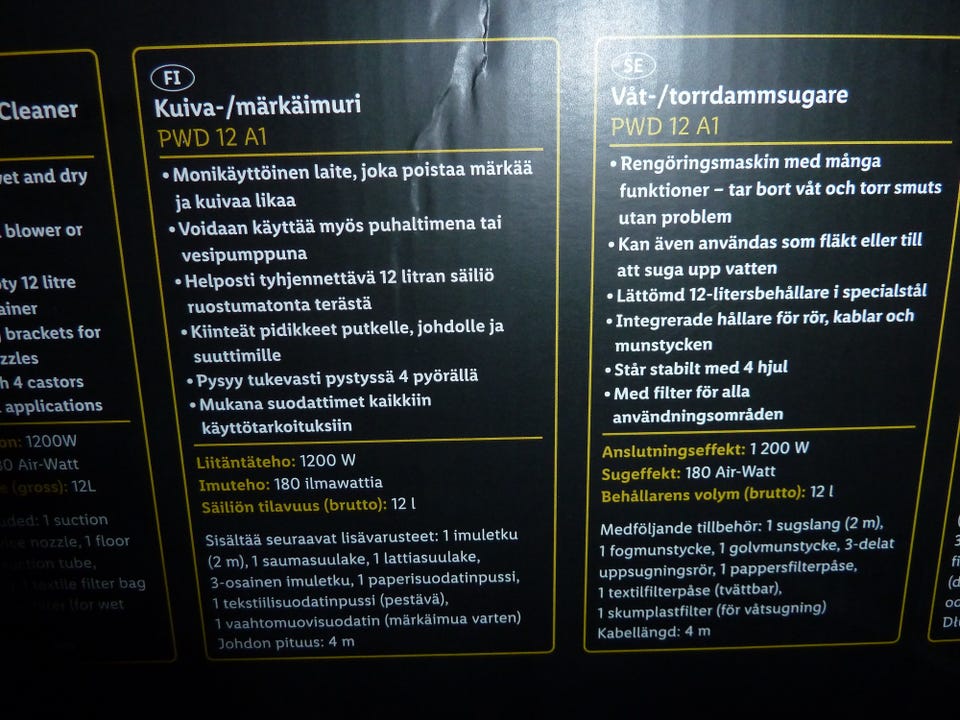 Cleaner
wet and dry
blower or
12 litre
brackets for
4 castors
applications
1200W
Air-Watt
(gross): 12L
1 suction
nozzle, 1 floor
tube,
textile filter bag
(for wet
FI
Kuiva-/märkäimuri
PWD 12 A1
• Monikäyttöinen laite, joka poistaa märkää
ja kuivaa likaa
• Voidaan käyttää myös puhaltimena tai
vesipumppuna
• Helposti tyhjennettävä 12 litran säiliö
ruostumatonta terästä
• Kiinteät pidikkeet putkelle, johdolle ja
suuttimille
• Pysyy tukevasti pystyssä 4 pyörällä
• Mukana suodattimet kaikkiin
käyttötarkoituksiin
Liitäntäteho: 1200 W
Imuteho: 180 ilmawattia
Säiliön tilavuus (brutto): 12 l
Sisältää seuraavat lisävarusteet: 1 imuletku
(2 m), 1 saumasuulake, 1 lattiasuulake,
3-osainen imuletku, 1 paperisuodatinpussi,
1 tekstiilisuodatinpussi (pestävä),
1 vaahtomuovisuodatin (märkäimua varten)
Johdon pituus: 4 m
SE
Våt-/torrdammsugare
PWD 12 A1
• Rengöringsmaskin med många
funktioner – tar bort våt och torr smuts
utan problem
• Kan även användas som fläkt eller till
att suga upp vatten
• Lättömd 12-litersbehållare i specialstål
• Integrerade hållare för rör, kablar och
munstycken
• Står stabilt med 4 hjul
• Med filter för alla
användningsområden
Anslutningseffekt: 1 200 W
Sugeffekt: 180 Air-Watt
Behållarens volym (brutto): 12 l
Medföljande tillbehör: 1 sugslang (2 m),
1 fogmunstycke, 1 golvmunstycke, 3-delat
uppsugningsrör, 1 pappersfilterpåse,
1 textilfilterpåse (tvättbar),
1 skumplastfilter (för våtsugning)
Kabellängd: 4 m